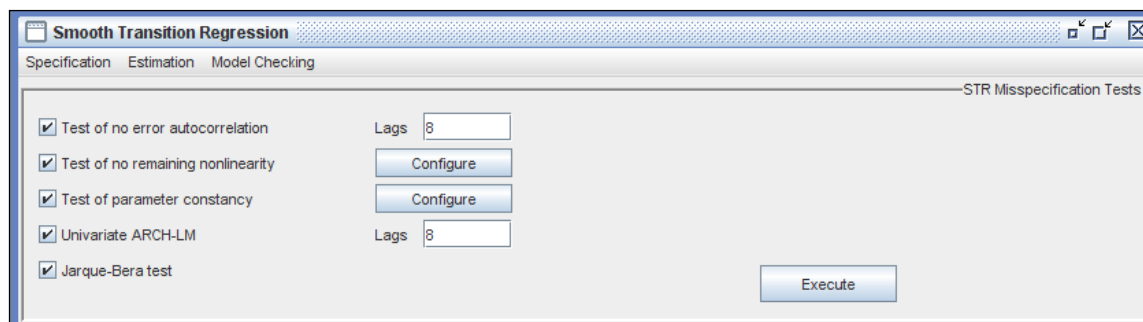 Smooth Transition Regression
Specification Estimation Model Checking
STR Misspecification Tests
Test of no error autocorrelation Lags 8
Test of no remaining nonlinearity Configure
Test of parameter constancy Configure
Univariate ARCH-LM Lags 8
Jarque-Bera test
Execute